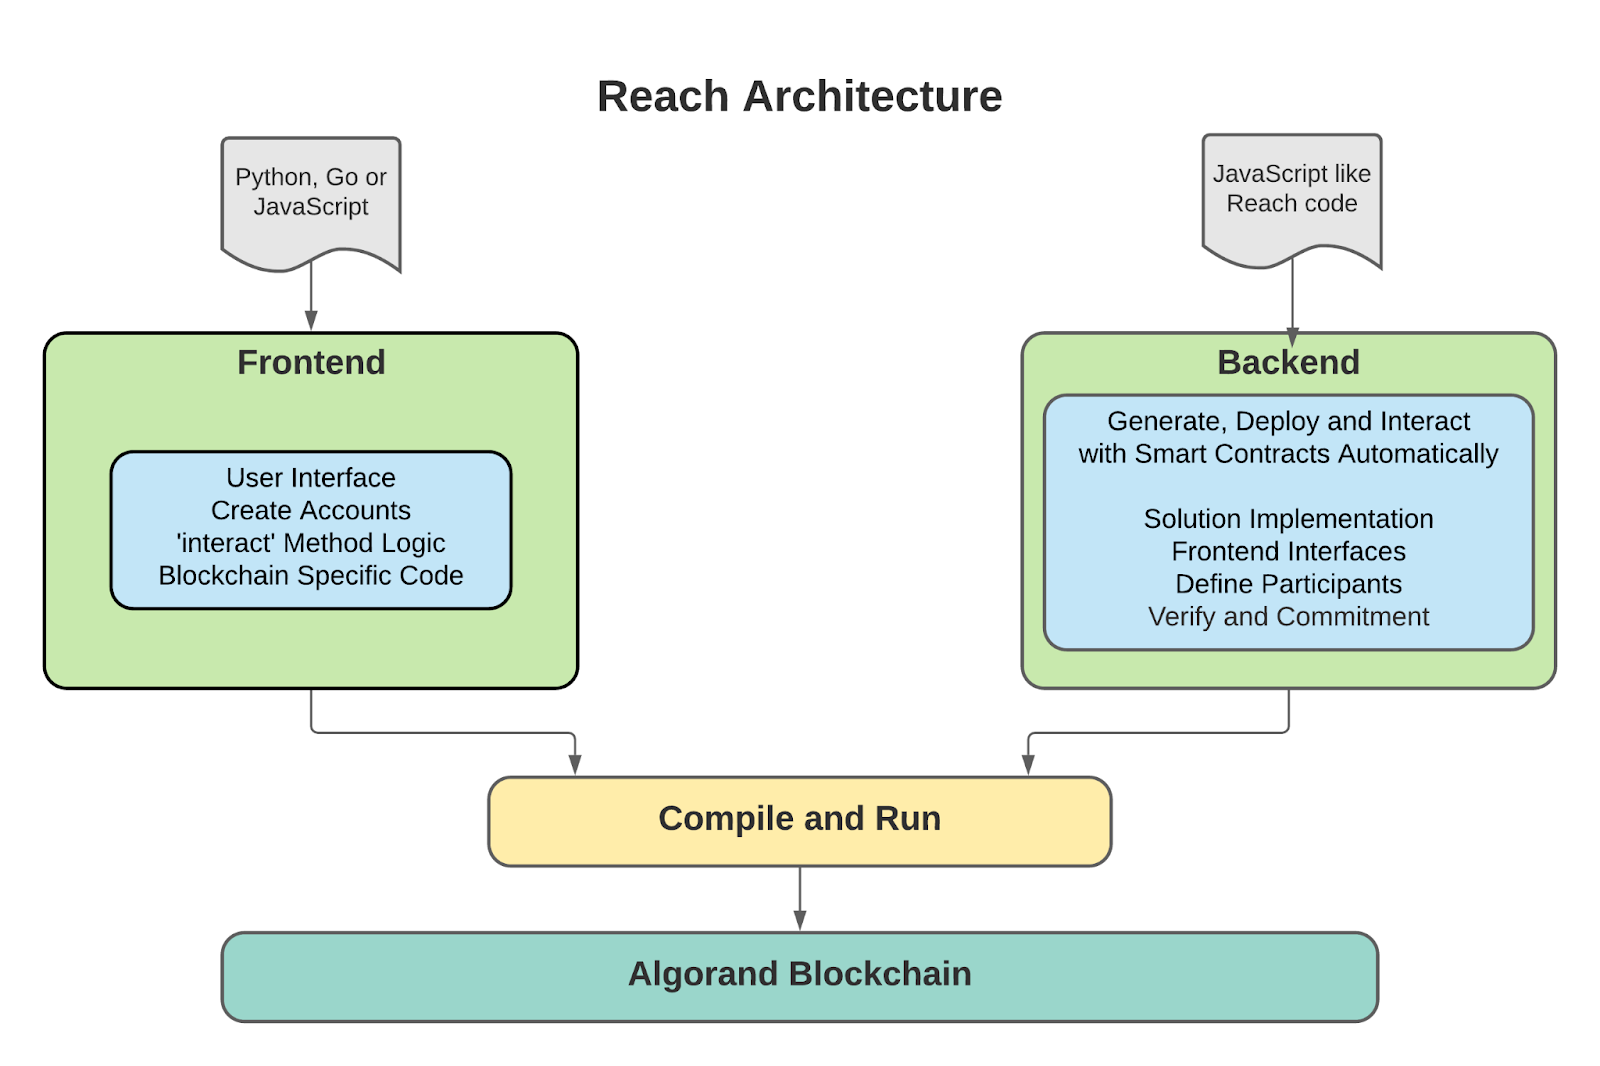 Reach Architecture
Python, Go or
JavaScript
JavaScript like
Reach code
Frontend
User Interface
Create Accounts
'interact' Method Logic
Blockchain Specific Code
Backend
Generate, Deploy and Interact
with Smart Contracts Automatically
Solution Implementation
Frontend Interfaces
Define Participants
Verify and Commitment
Compile and Run
Algorand Blockchain